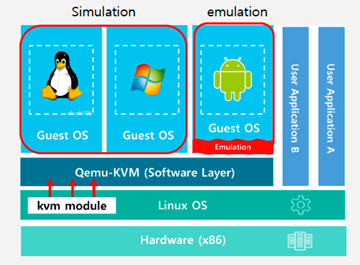 Simulation
emulation
Guest OS
Guest OS
Guest OS
Emulation
User Application B
User Application A
Qemu-KVM (Software Layer)
kvm module
Linux OS
Hardware (x86)